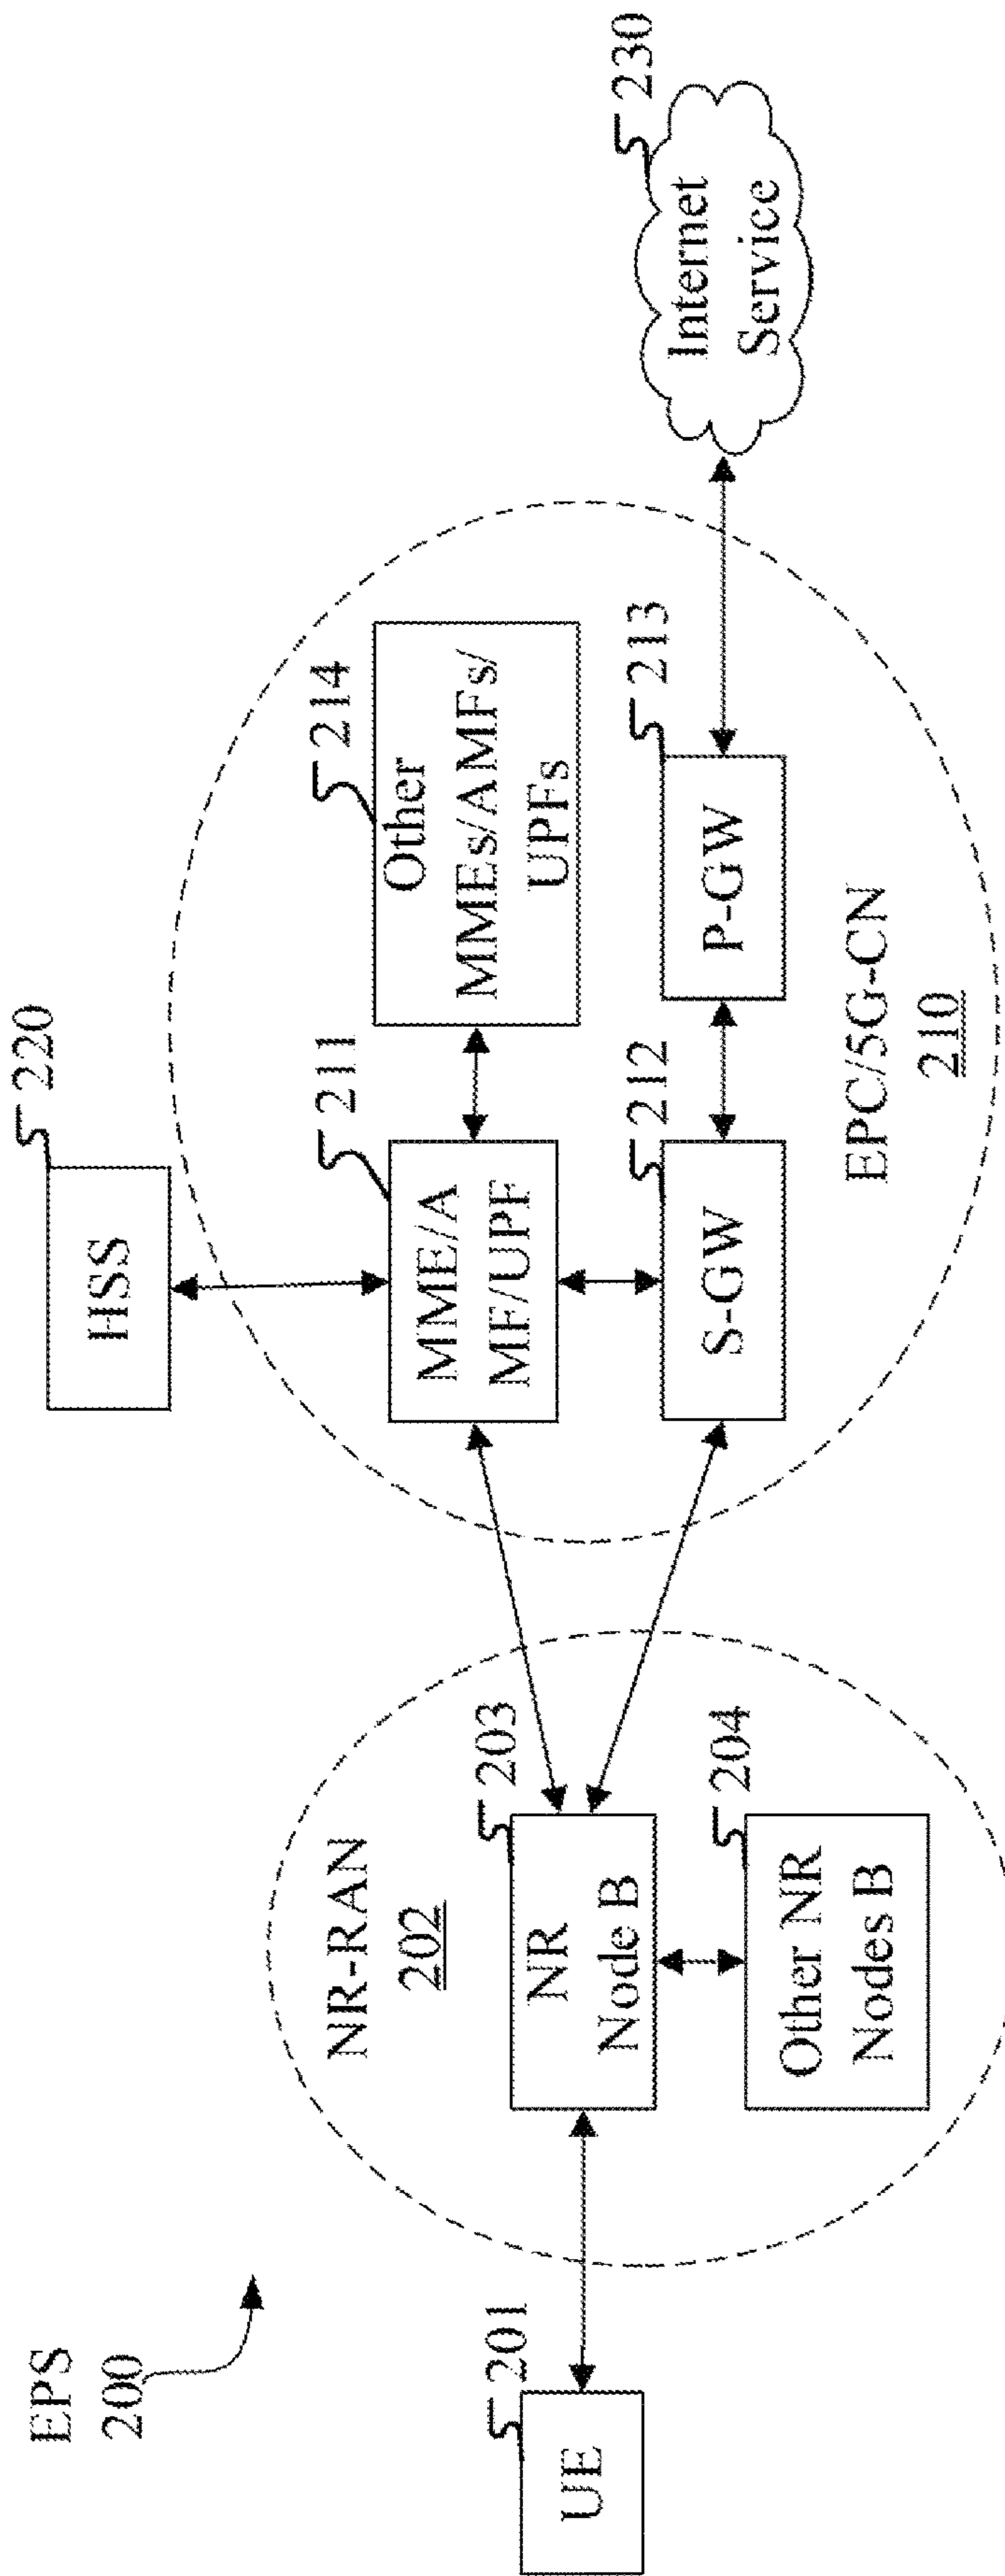 EPS
200
UE
201
NR-RAN
202
NR
Node B
203
Other NR
Nodes B
204
HSS
220
MME/A
MF/UPF
211
Other
MMEs/AMFs/
UPFs
214
S-GW
212
P-GW
213
EPC/5G-CN
210
Internet
Service
230